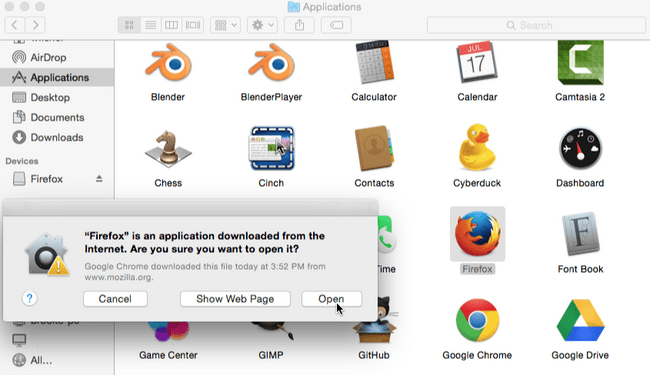 Applications
Search
AirDrop
Applications
Desktop
Documents
Downloads
Devices
Firefox
All...
Blender
BlenderPlayer
Calculator
JUL
17
Calendar
Camtasia 2
Chess
Cinch
Contacts
Cyberduck
Dashboard
“Firefox” is an application downloaded from the
Internet. Are you sure you want to open it?
Google Chrome downloaded this file today at 3:52 PM from
www.mozilla.org.
?
Cancel
Show Web Page
Open
Time
Firefox
F
Font Book
Game Center
GIMP
GitHub
Google Chrome
Google Drive